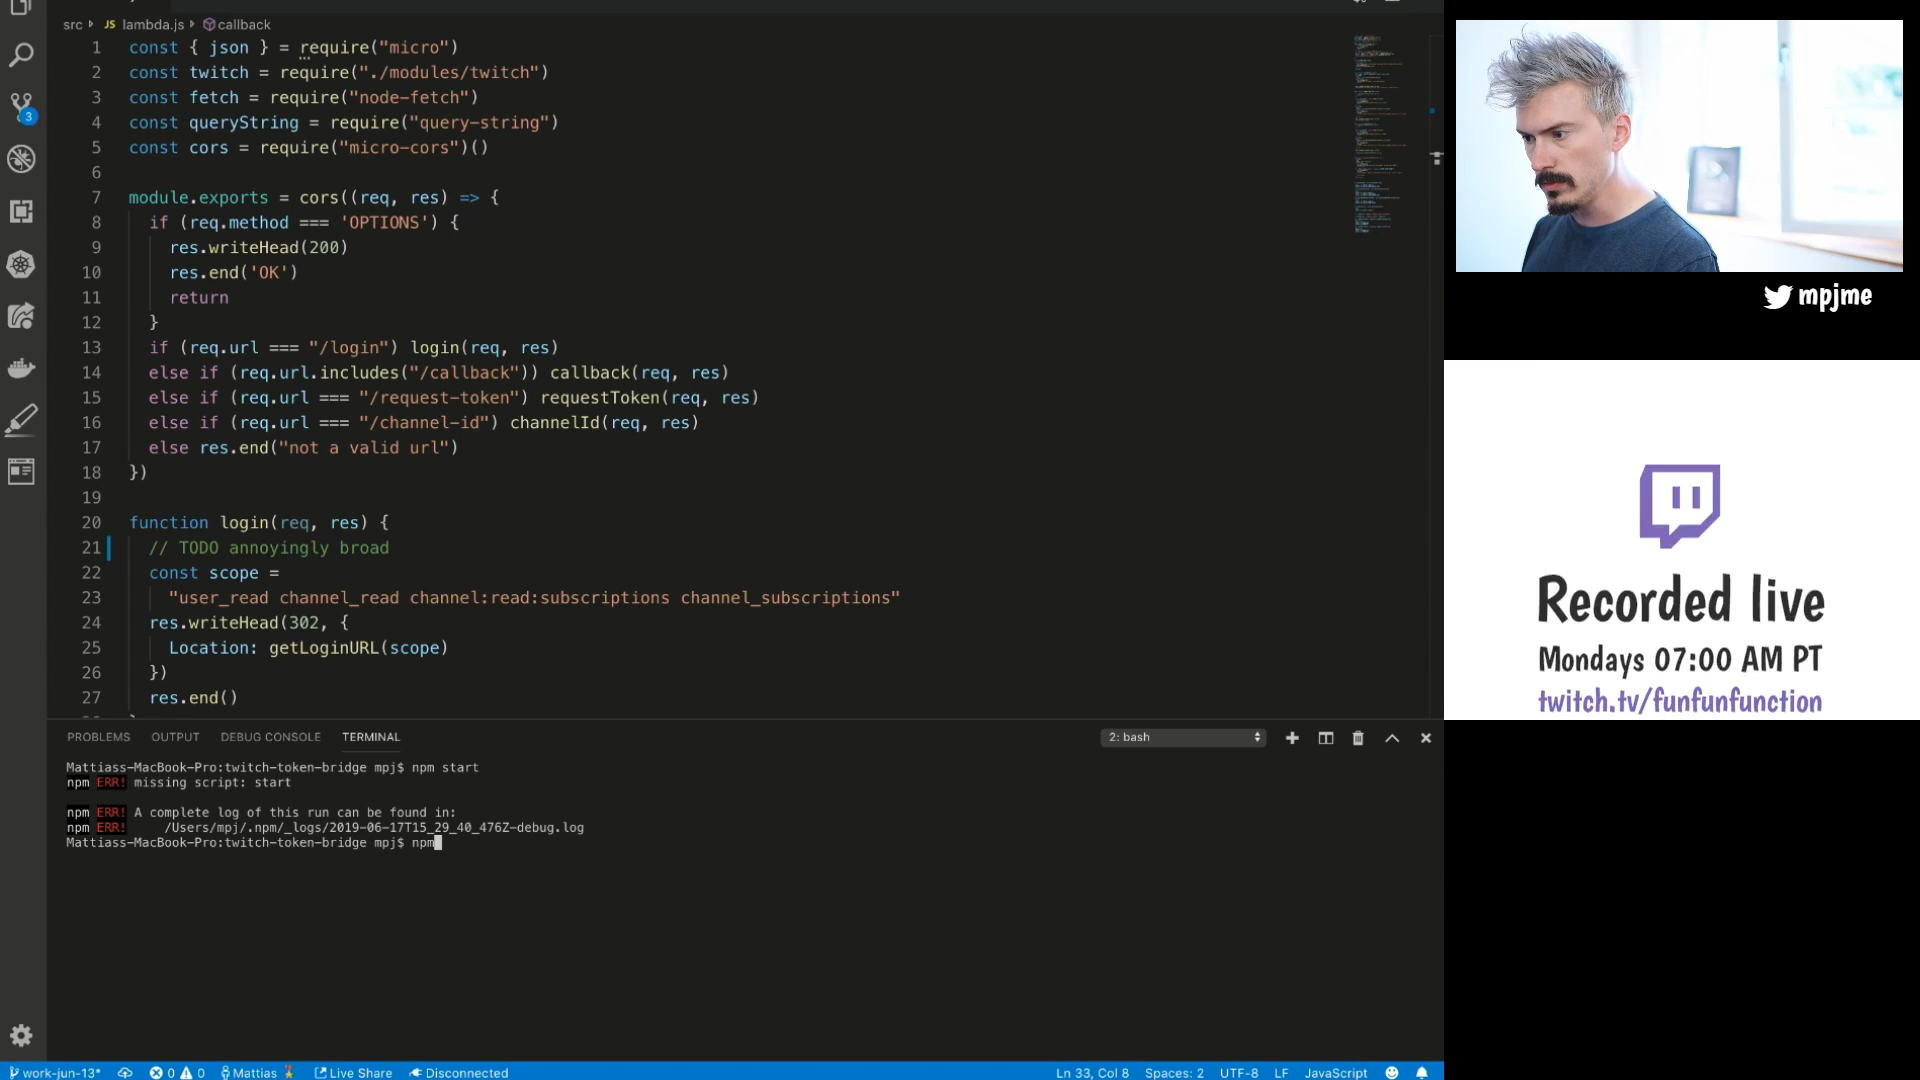 src JS lambda.js callback
1 const { json } = require("micro")
2 const twitch = require("./modules/twitch")
3 const fetch = require("node-fetch")
4 const queryString = require("query-string")
5 const cors = require("micro-cors")()
6
7 module.exports = cors((req, res) => {
8 if (req.method === 'OPTIONS') {
9 res.writeHead(200)
10 res.end('OK')
11 return
12 }
13 if (req.url === "/login") login(req, res)
14 else if (req.url.includes("/callback")) callback(req, res)
15 else if (req.url === "/request-token") requestToken(req, res)
16 else if (req.url === "/channel-id") channelId(req, res)
17 else res.end("not a valid url")
18 })
19
20 function login(req, res) {
21 // TODO annoyingly broad
22 const scope =
23 "user_read channel_read channel:read:subscriptions channel_subscriptions"
24 res.writeHead(302, {
25 Location: getLoginURL(scope)
26 })
27 res.end()
3
PROBLEMS OUTPUT DEBUG CONSOLE TERMINAL 2: bash
Mattiass-MacBook-Pro:twitch-token-bridge mpj$ npm start
npm ERR! missing script: start
npm ERR! A complete log of this run can be found in:
npm ERR! /Users/mpj/.npm/_logs/2019-06-17T15_29_40_476Z-debug.log
Mattiass-MacBook-Pro:twitch-token-bridge mpj$ npm
work-jun-13* 0 0 Mattias Live Share Disconnected Ln 33, Col 8 Spaces: 2 UTF-8 LF JavaScript
mpjme
Recorded live
Mondays 07:00 AM PT
twitch.tv/funfunfunction